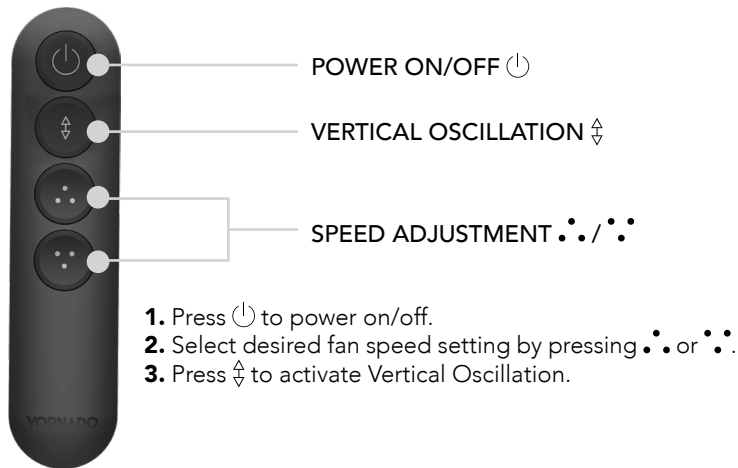 POWER ON/OFF ⏻
VERTICAL OSCILLATION ⇳
SPEED ADJUSTMENT ⛬ / ∵
1. Press ⏻ to power on/off.
2. Select desired fan speed setting by pressing ⛬ or ∵.
3. Press ⇳ to activate Vertical Oscillation.
VORNADO